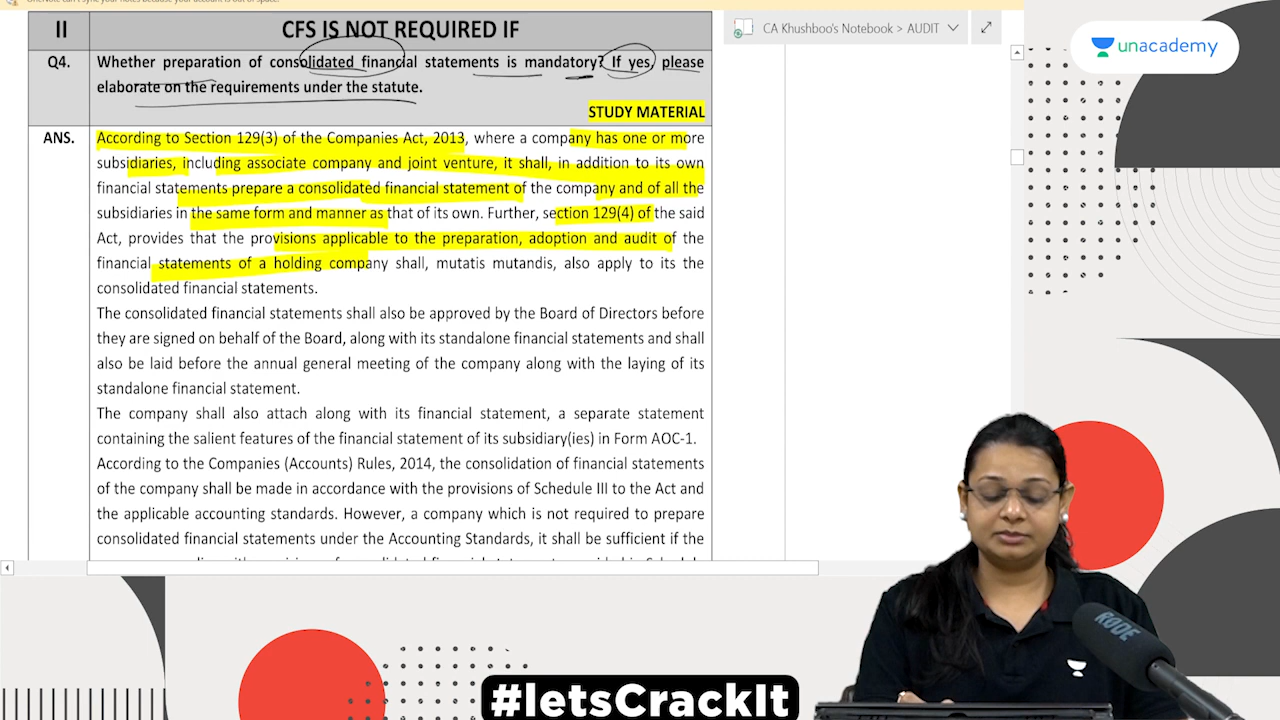 II CFS IS NOT REQUIRED IF
Q4. Whether preparation of consolidated financial statements is mandatory? If yes, please
elaborate on the requirements under the statute.
STUDY MATERIAL
ANS. According to Section 129(3) of the Companies Act, 2013, where a company has one or more
subsidiaries, including associate company and joint venture, it shall, in addition to its own
financial statements prepare a consolidated financial statement of the company and of all the
subsidiaries in the same form and manner as that of its own. Further, section 129(4) of the said
Act, provides that the provisions applicable to the preparation, adoption and audit of the
financial statements of a holding company shall, mutatis mutandis, also apply to its the
consolidated financial statements.
The consolidated financial statements shall also be approved by the Board of Directors before
they are signed on behalf of the Board, along with its standalone financial statements and shall
also be laid before the annual general meeting of the company along with the laying of its
standalone financial statement.
The company shall also attach along with its financial statement, a separate statement
containing the salient features of the financial statement of its subsidiary(ies) in Form AOC-1.
According to the Companies (Accounts) Rules, 2014, the consolidation of financial statements
of the company shall be made in accordance with the provisions of Schedule III to the Act and
the applicable accounting standards. However, a company which is not required to prepare
consolidated financial statements under the Accounting Standards, it shall be sufficient if the
CA Khushboo's Notebook > AUDIT
unacademy
RODE
#letsCrackIt